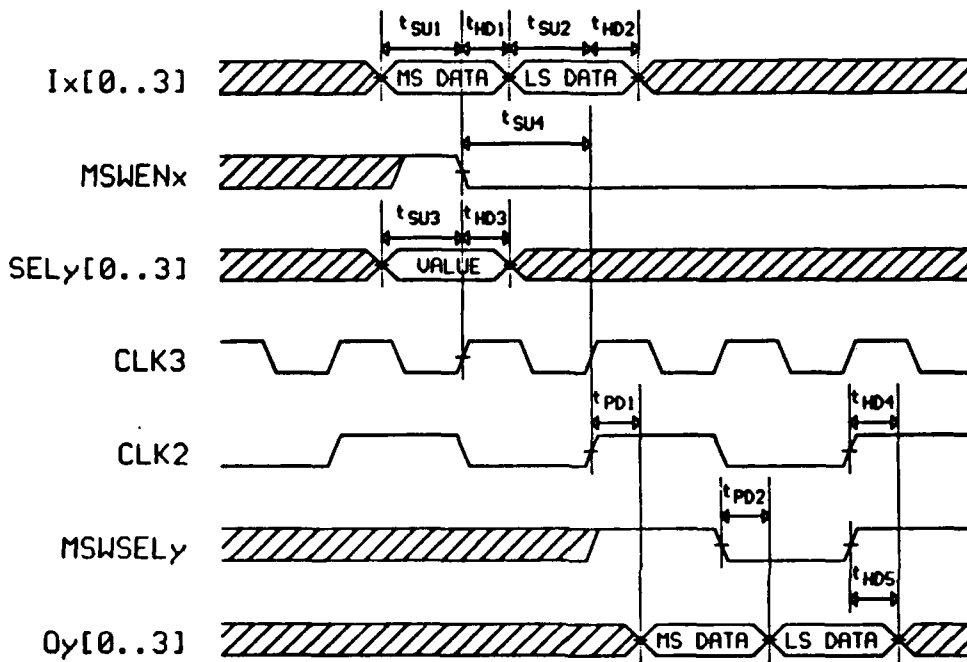 tSU1 tHD1 tSU2 tHD2
Ix[0..3] MS DATA LS DATA
tSU4
MSWENx
tSU3 tHD3
SELy[0..3] VALUE
CLK3
tPD1 tHD4
CLK2
tPD2
MSWSELy
tHD5
Oy[0..3] MS DATA LS DATA